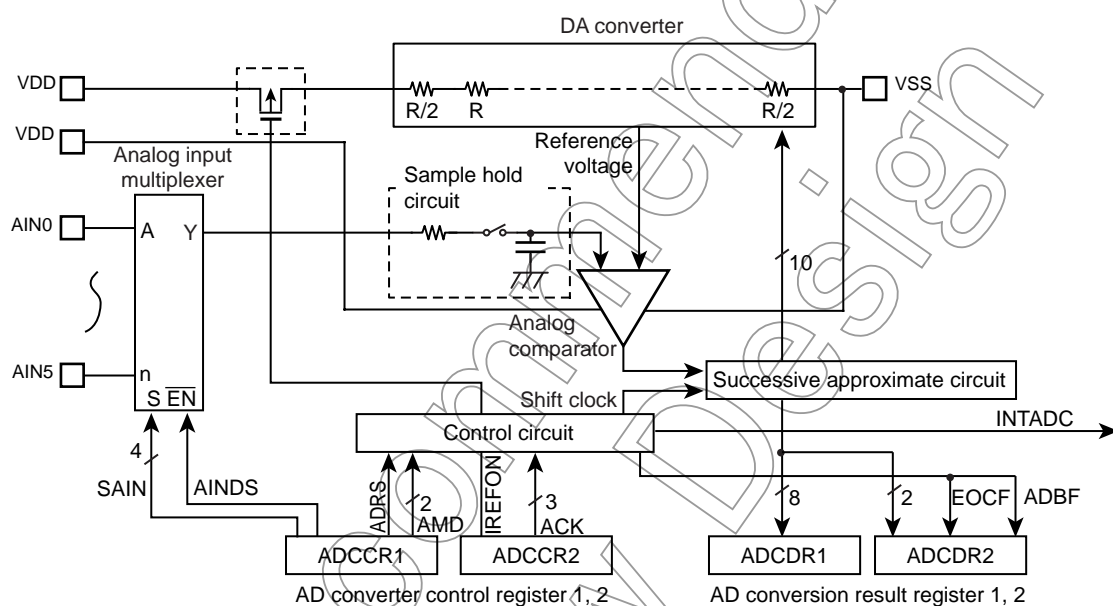 DA converter
VDD
VSS
R/2
R
R/2
VDD
Analog input
multiplexer
Reference
voltage
Sample hold
circuit
AIN0
A
Y
10
Analog
comparator
AIN5
n
S EN
Successive approximate circuit
Shift clock
Control circuit
INTADC
4
SAIN
AINDS
ADRS
2
AMD
IREFON
3
ACK
8
2
EOCF
ADBF
ADCCR1
ADCCR2
ADCDR1
ADCDR2
AD converter control register 1, 2
AD conversion result register 1, 2